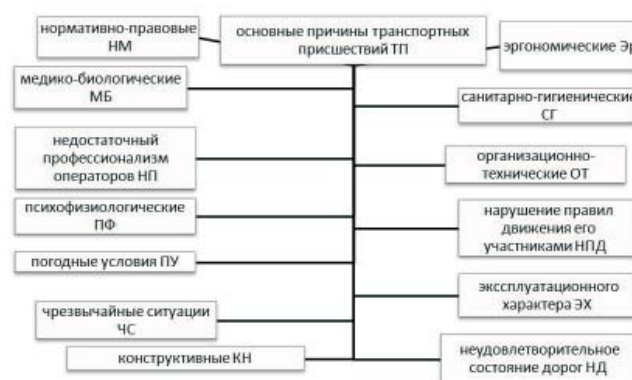 основные причины транспортных
присшествий ТП
нормативно-правовые
НМ
медико-биологические
МБ
недостаточный
профессионализм
операторов НП
психофизиологические
ПФ
погодные условия ПУ
чрезвычайные ситуации
ЧС
конструктивные КН
эргономические Эр
санитарно-гигиенические
СГ
организационно-
технические ОТ
нарушение правил
движения его
участниками НПД
экссплуатационного
характера ЭХ
неудовлетворительное
состояние дорог НД